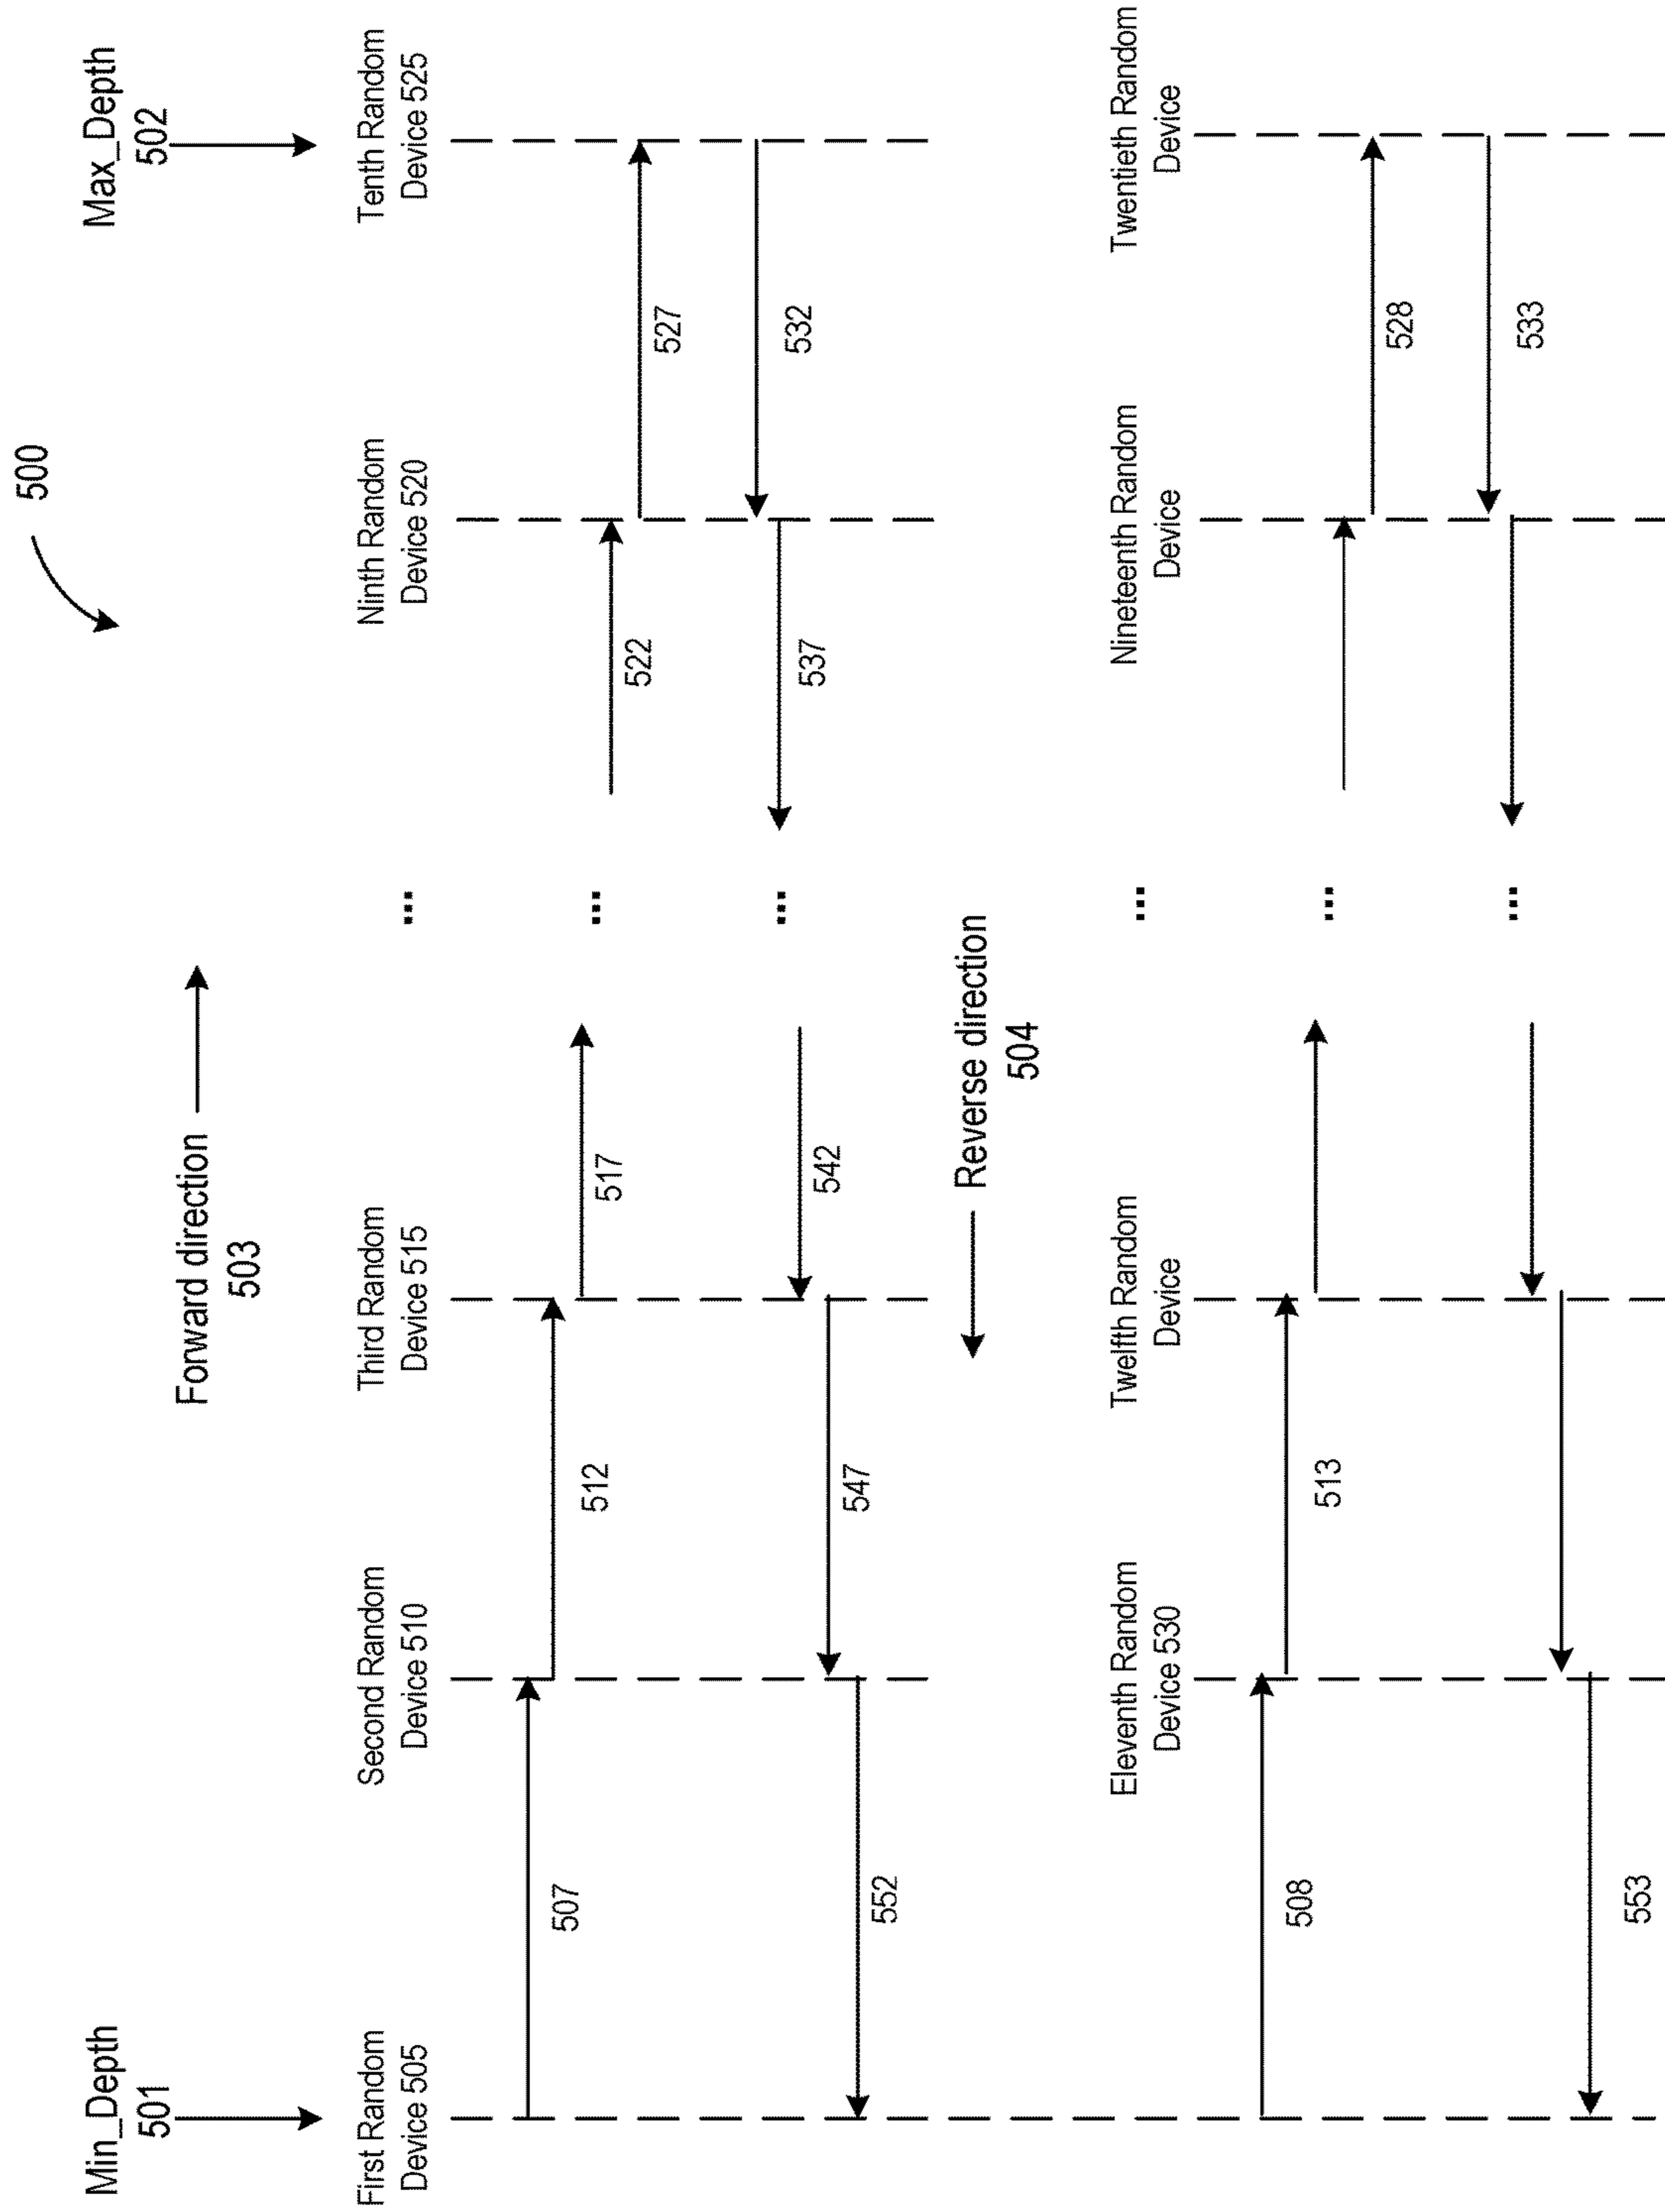 500
Min_Depth
501
Max_Depth
502
Forward direction
503
First Random
Device 505
Second Random
Device 510
Third Random
Device 515
...
Ninth Random
Device 520
Tenth Random
Device 525
507
512
517
...
522
527
532
537
...
542
547
552
Reverse direction
504
Eleventh Random
Device 530
Twelfth Random
Device
...
Nineteenth Random
Device
Twentieth Random
Device
508
513
...
528
533
...
553